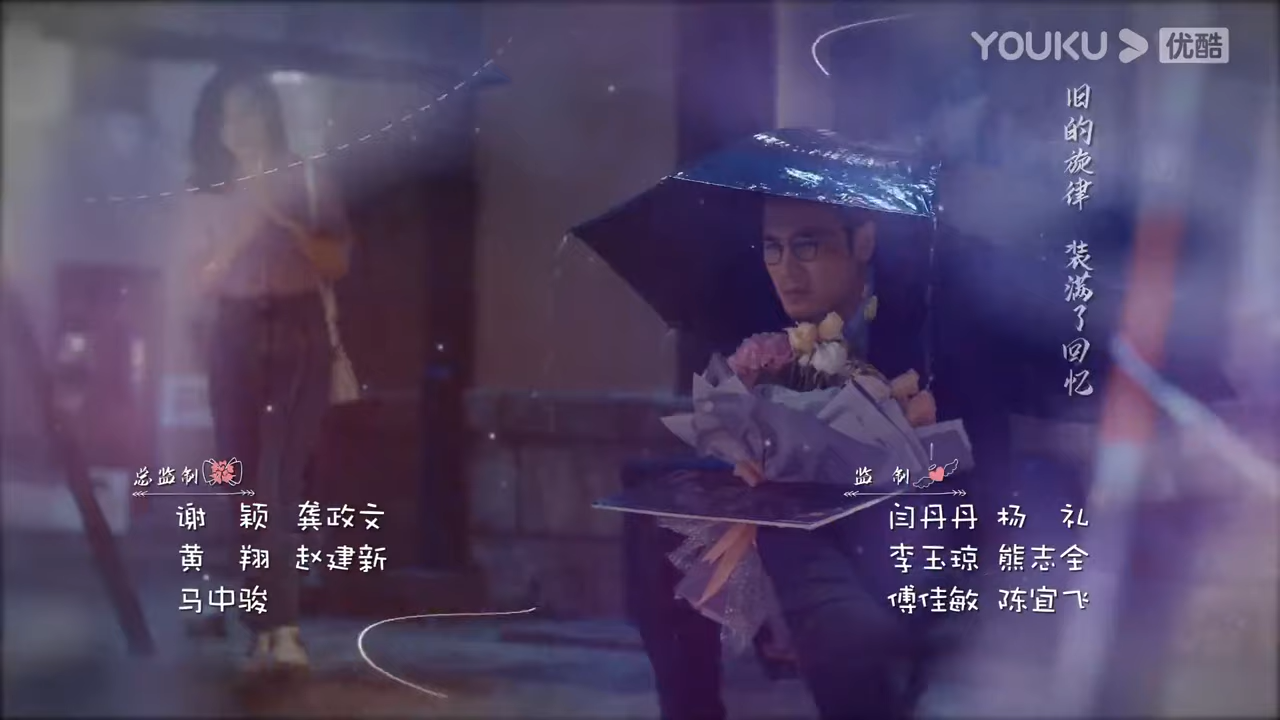 YOUKU 优酷
旧的旋律 装满了回忆
总监制
谢颖 龚政文
黄翔 赵建新
马中骏
监制
闫丹丹 杨礼
李玉琼 熊志全
傅佳敏 陈宜飞